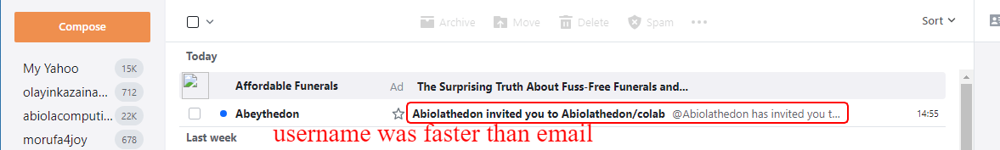 Compose
Archive Move Delete Spam Sort
Today
My Yahoo 15K
Affordable Funerals Ad The Surprising Truth About Fuss-Free Funerals and...
olayinkazaina... 712
abiolacomputi... 22K
Abeythedon Abiolathedon invited you to Abiolathedon/colab @Abiolathedon has invited you t... 14:55
morufa4joy 678
Last week
username was faster than email